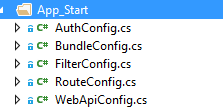 App_Start
C# AuthConfig.cs
C# BundleConfig.cs
C# FilterConfig.cs
C# RouteConfig.cs
C# WebApiConfig.cs